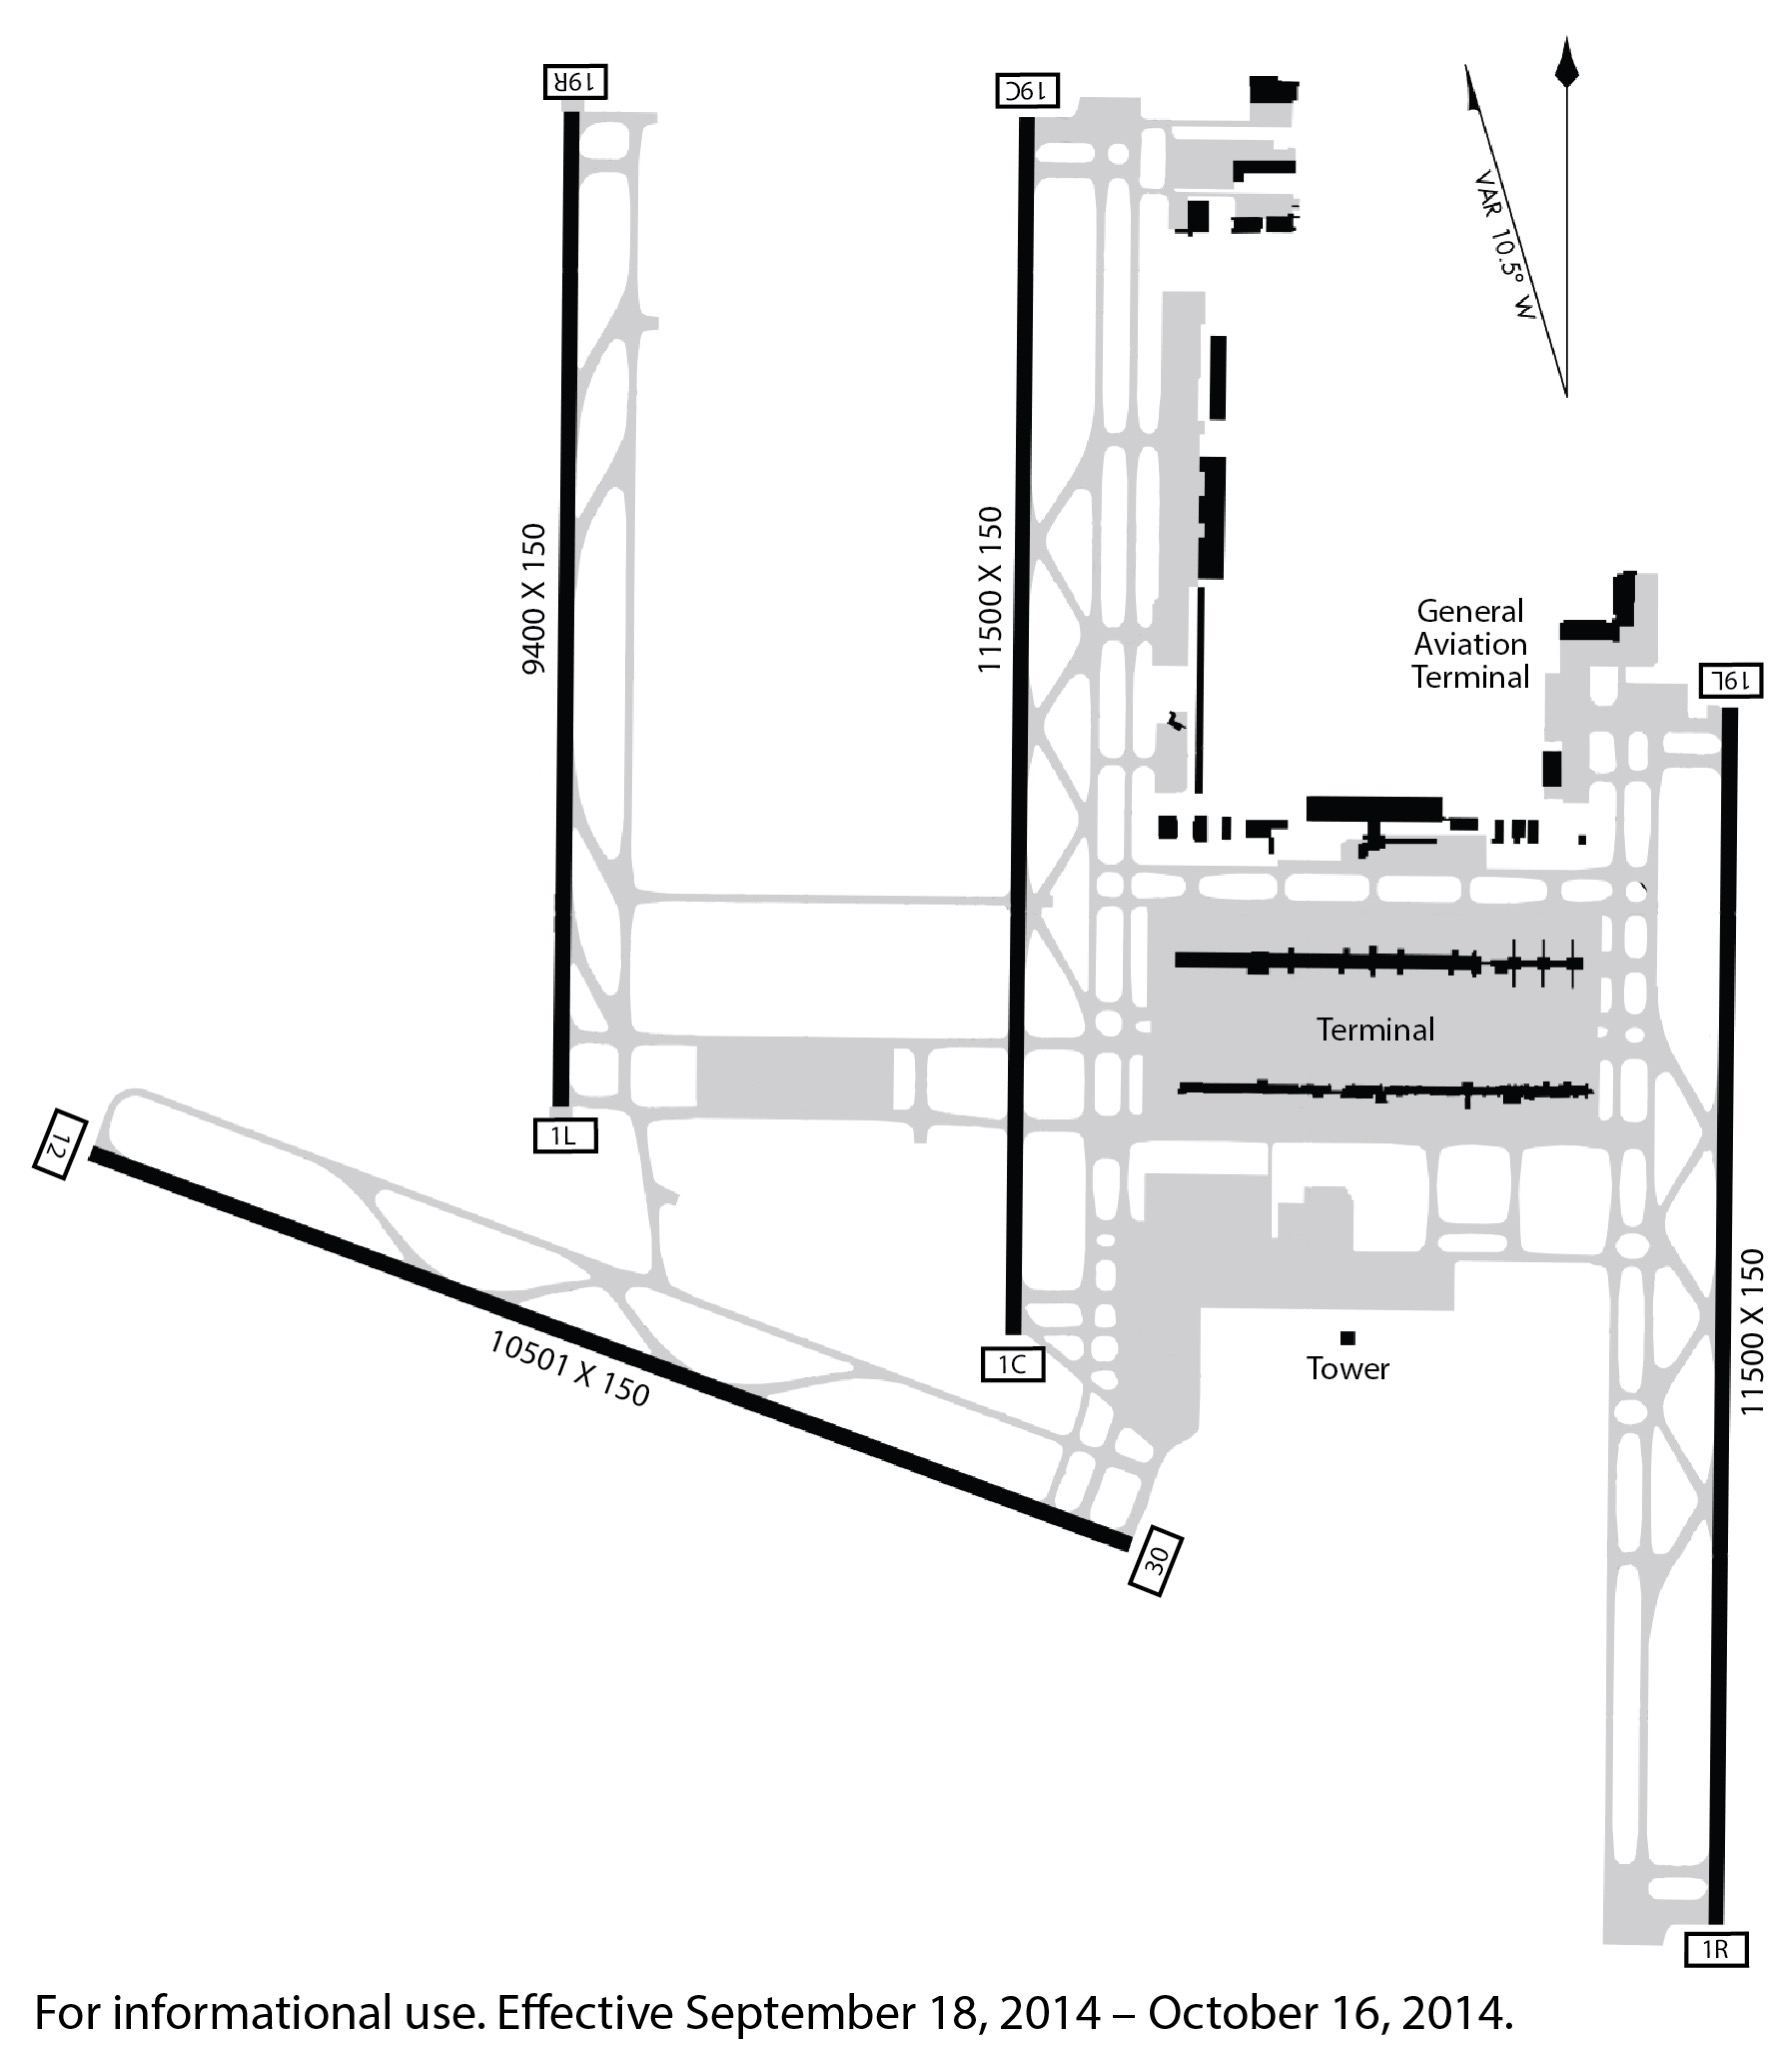 19R
19C
VAR 10.5° W
9400 X 150
11500 X 150
General
Aviation
Terminal
19L
Terminal
12
1L
11500 X 150
10501 X 150
1C
Tower
30
1R
For informational use. Effective September 18, 2014 – October 16, 2014.